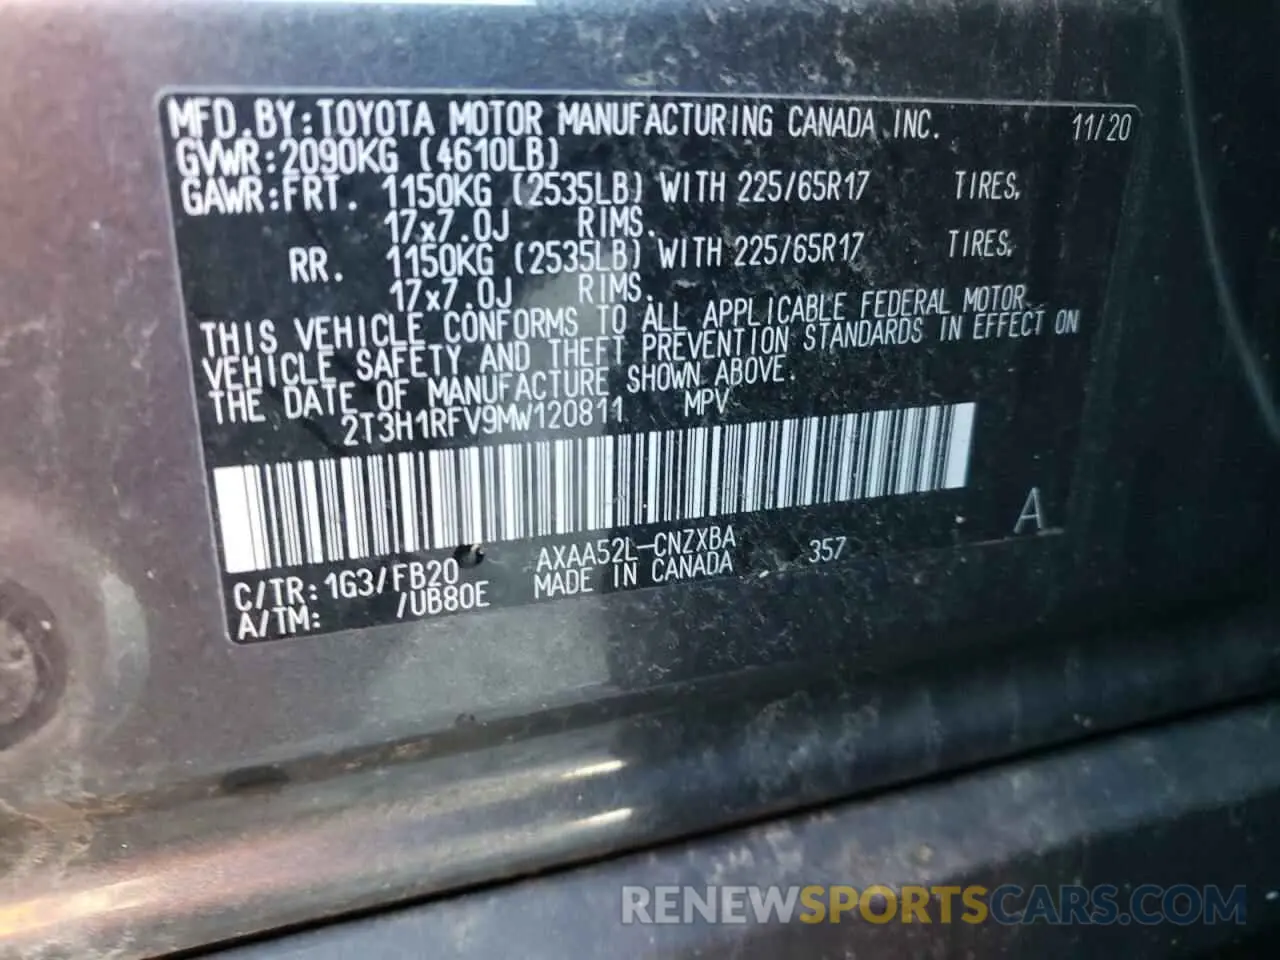 MFD.BY:TOYOTA MOTOR MANUFACTURING CANADA INC. 11/20
GVWR:2090KG (4610LB)
GAWR:FRT. 1150KG (2535LB) WITH 225/65R17 TIRES,
17x7.0J RIMS.
RR. 1150KG (2535LB) WITH 225/65R17 TIRES,
17x7.0J RIMS.
THIS VEHICLE CONFORMS TO ALL APPLICABLE FEDERAL MOTOR
VEHICLE SAFETY AND THEFT PREVENTION STANDARDS IN EFFECT ON
THE DATE OF MANUFACTURE SHOWN ABOVE.
2T3H1RFV9MW120811 MPV
A
C/TR:1G3/FB20 AXAA52L-CNZXBA 357
A/TM: /UB80E MADE IN CANADA
RENEWSPORTSCARS.COM